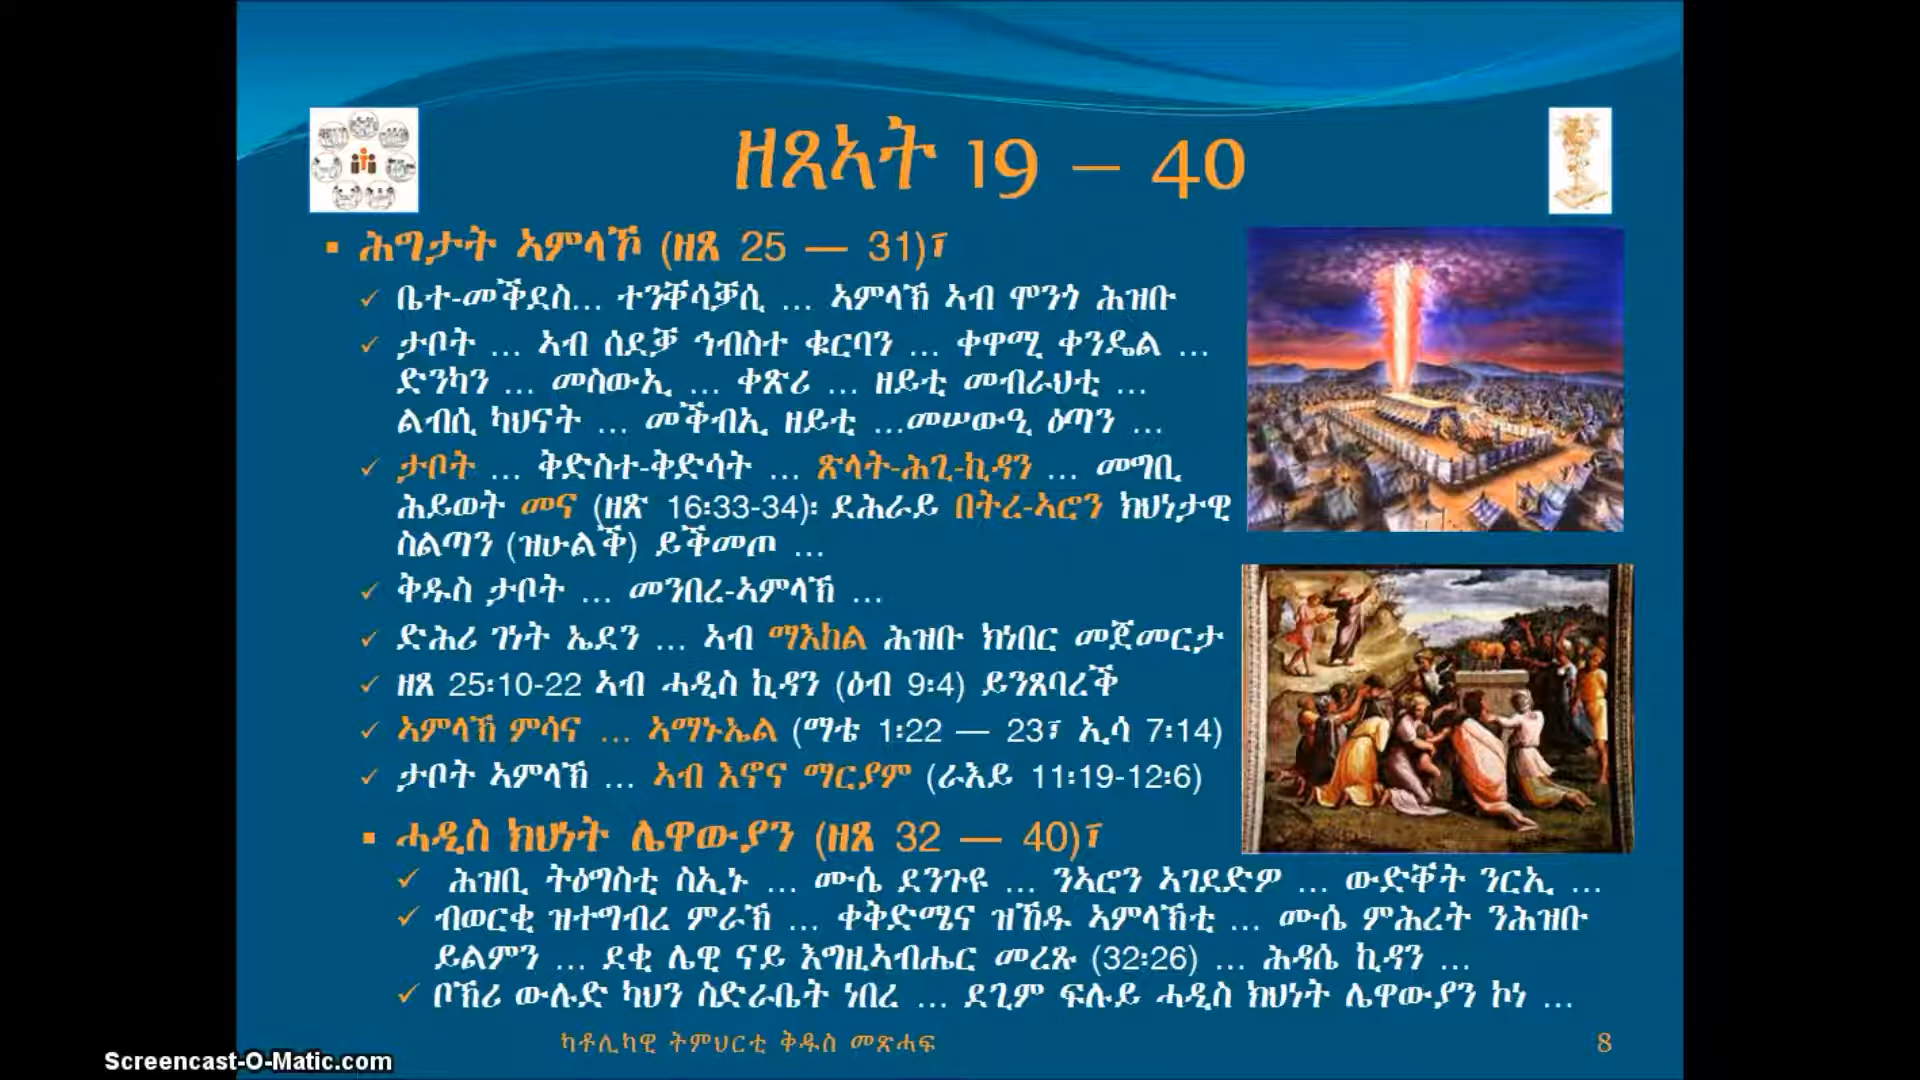 ዘጸኣት 19 – 40
▪ ሕግታት ኣምላኾ (ዘጸ 25 — 31)፣
✓ ቤተ-መቕደስ... ተንቐሳቓሲ ... ኣምላኽ ኣብ ሞንጎ ሕዝቡ
✓ ታቦት ... ኣብ ሰደቓ ኅብስተ ቁርባን ... ቀዋሚ ቀንዴል ...
ድንካን ... መስውኢ ... ቀጽሪ ... ዘይቲ መብራህቲ ...
ልብሲ ካህናት ... መቕብኢ ዘይቲ ...መሠውዒ ዕጣን ...
✓ ታቦት ... ቅድስተ-ቅድሳት ... ጽላት-ሕጊ-ኪዳን ... መግቢ
ሕይወት መና (ዘጽ 16፡33-34)፡ ደሕራይ በትረ-ኣሮን ክህነታዊ
ስልጣን (ዝሁልቕ) ይቕመጦ ...
✓ ቅዱስ ታቦት ... መንበረ-ኣምላኽ ...
✓ ድሕሪ ገነት ኤደን ... ኣብ ማእከል ሕዝቡ ክነበር መጀመርታ
✓ ዘጸ 25፡10-22 ኣብ ሓዲስ ኪዳን (ዕብ 9፡4) ይንጸባረቕ
✓ ኣምላኽ ምሳና ... ኣማኑኤል (ማቴ 1፡22 — 23፣ ኢሳ 7፡14)
✓ ታቦት ኣምላኽ ... ኣብ እኖና ማርያም (ራእይ 11፡19-12፡6)
▪ ሓዲስ ክህነት ሌዋውያን (ዘጸ 32 — 40)፣
✓ ሕዝቢ ትዕግስቲ ስኢኑ ... ሙሴ ደንጉዩ ... ንኣሮን ኣገደድዎ ... ውድቐት ንርኢ ...
✓ ብወርቂ ዝተግብረ ምራኽ ... ቀቅድሜና ዝኸዱ ኣምላኽቲ ... ሙሴ ምሕረት ንሕዝቡ
ይልምን ... ደቂ ሌዊ ናይ እግዚኣብሔር መረጹ (32፡26) ... ሕዳሴ ኪዳን ...
✓ ቦኽሪ ውሉድ ካህን ስድራቤት ነበረ ... ደጊም ፍሉይ ሓዲስ ክህነት ሌዋውያን ኮነ ...
ካቶሊካዊ ትምህርቲ ቅዱስ መጽሓፍ
8
Screencast-O-Matic.com